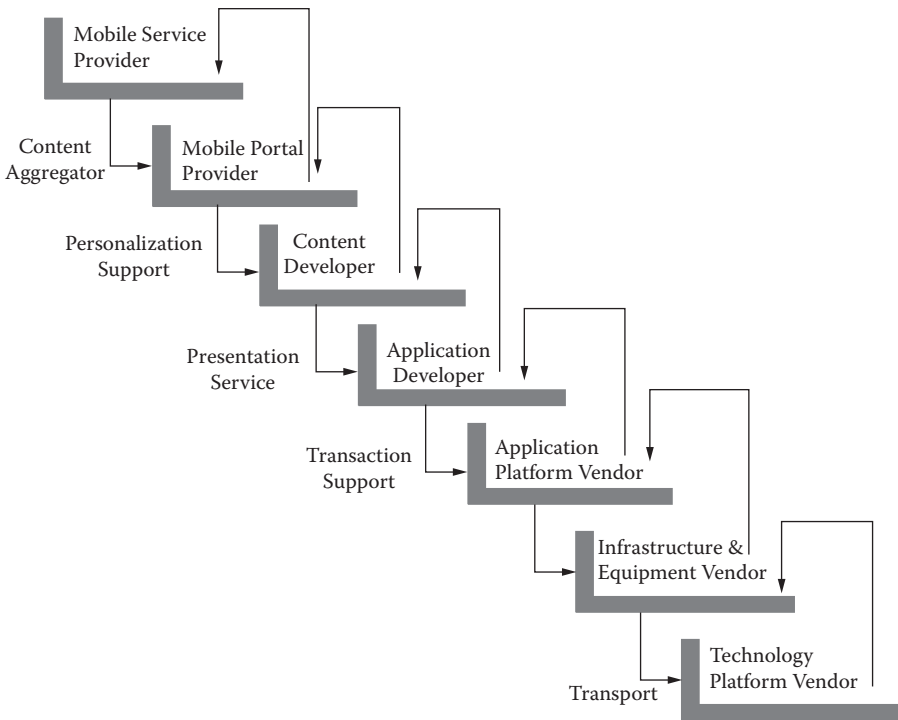 Mobile Service
Provider
Content
Aggregator
Mobile Portal
Provider
Personalization
Support
Content
Developer
Presentation
Service
Application
Developer
Transaction
Support
Application
Platform Vendor
Infrastructure &
Equipment Vendor
Transport
Technology
Platform Vendor